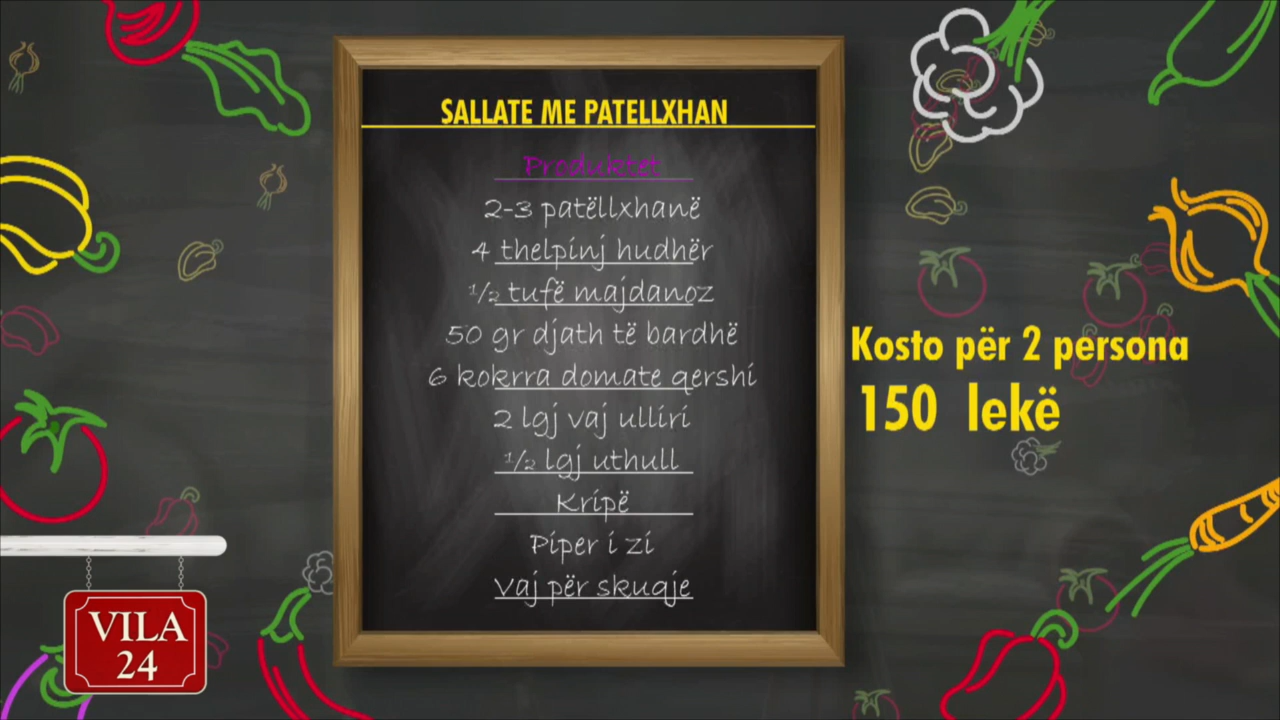 SALLATE ME PATELLXHAN
Produktet
2-3 patëllxhanë
4 thelpinj hudhër
½ tufë majdanoz
50 gr djath të bardhë
6 kokrra domate qershi
2 lgj vaj ulliri
½ lgj uthull
Kripë
Piper i zi
Vaj për skuqje
Kosto për 2 persona
150 lekë
VILA
24